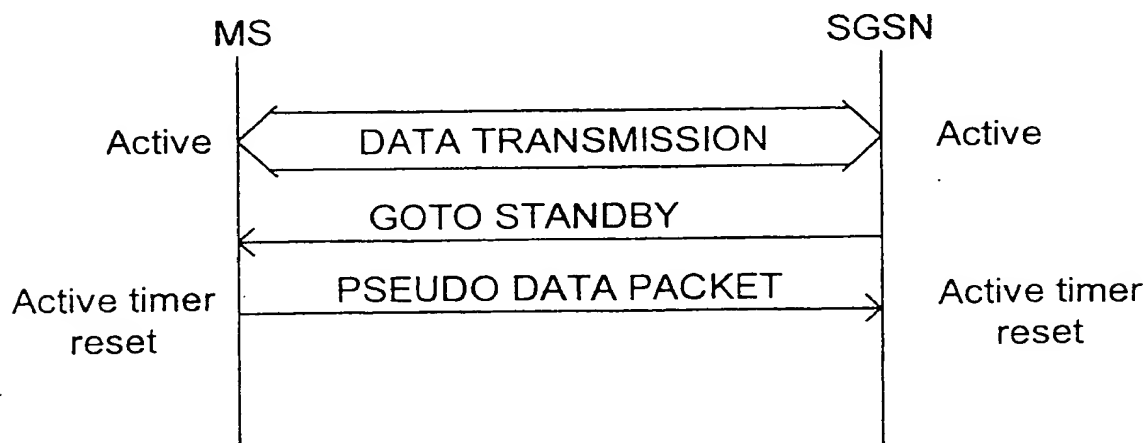 MS
SGSN
Active
DATA TRANSMISSION
Active
GOTO STANDBY
PSEUDO DATA PACKET
Active timer
reset
Active timer
reset